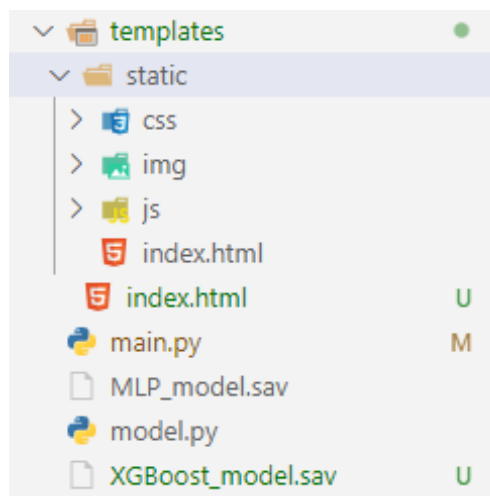 templates
static
css
img
js
index.html
index.html U
main.py M
MLP_model.sav
model.py
XGBoost_model.sav U